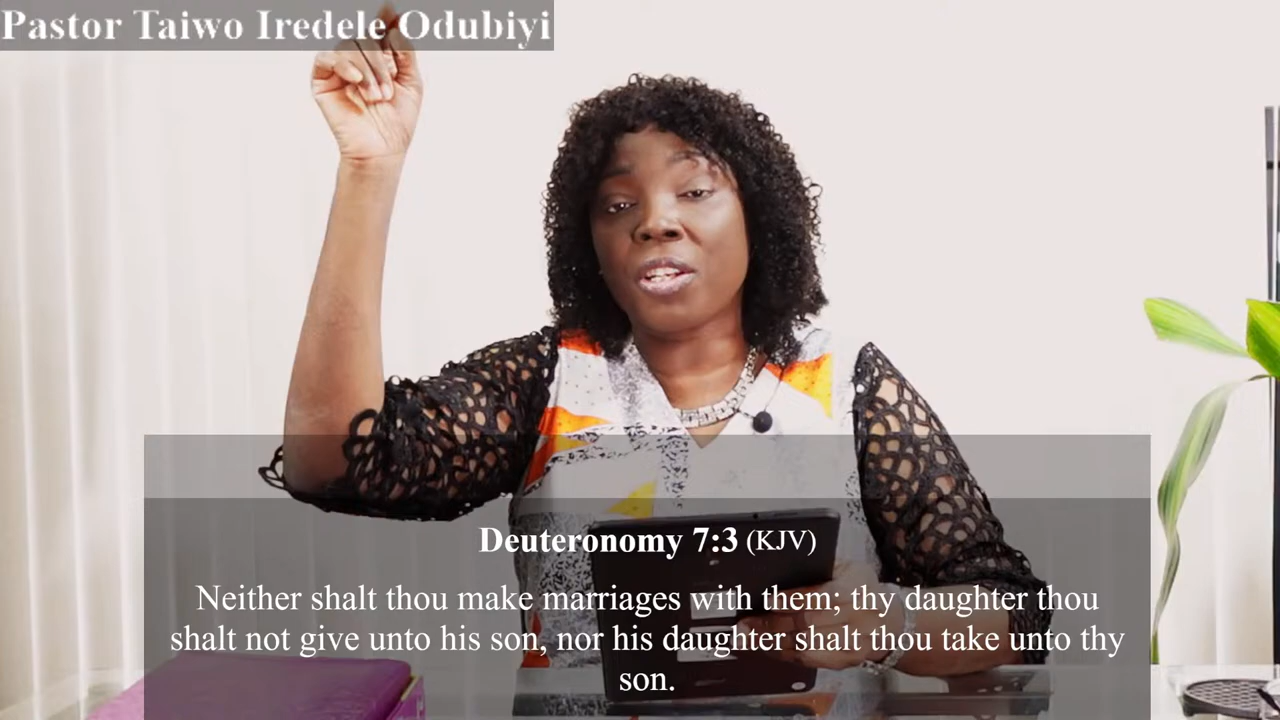 Pastor Taiwo Iredele Odubiyi
Deuteronomy 7:3 (KJV)
Neither shalt thou make marriages with them; thy daughter thou
shalt not give unto his son, nor his daughter shalt thou take unto thy
son.